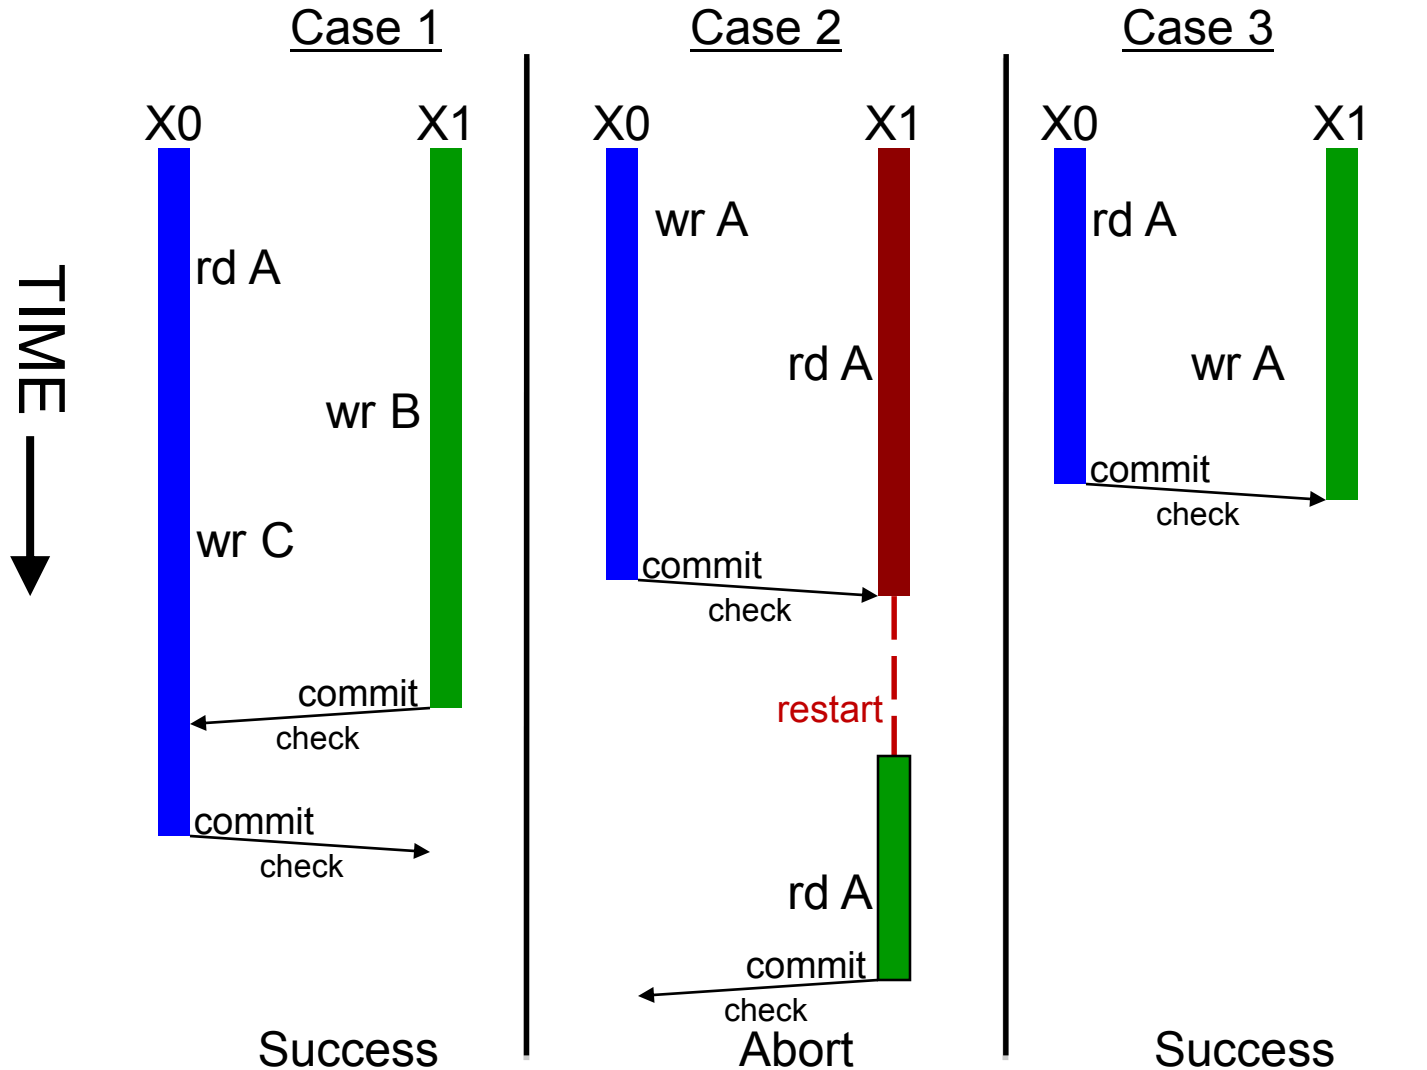 Case 1
X0
X1
rd A
wr B
wr C
commit
check
commit
check
Success
Case 2
X0
X1
wr A
rd A
commit
check
restart
rd A
commit
check
Abort
Case 3
X0
X1
rd A
wr A
commit
check
Success
TIME